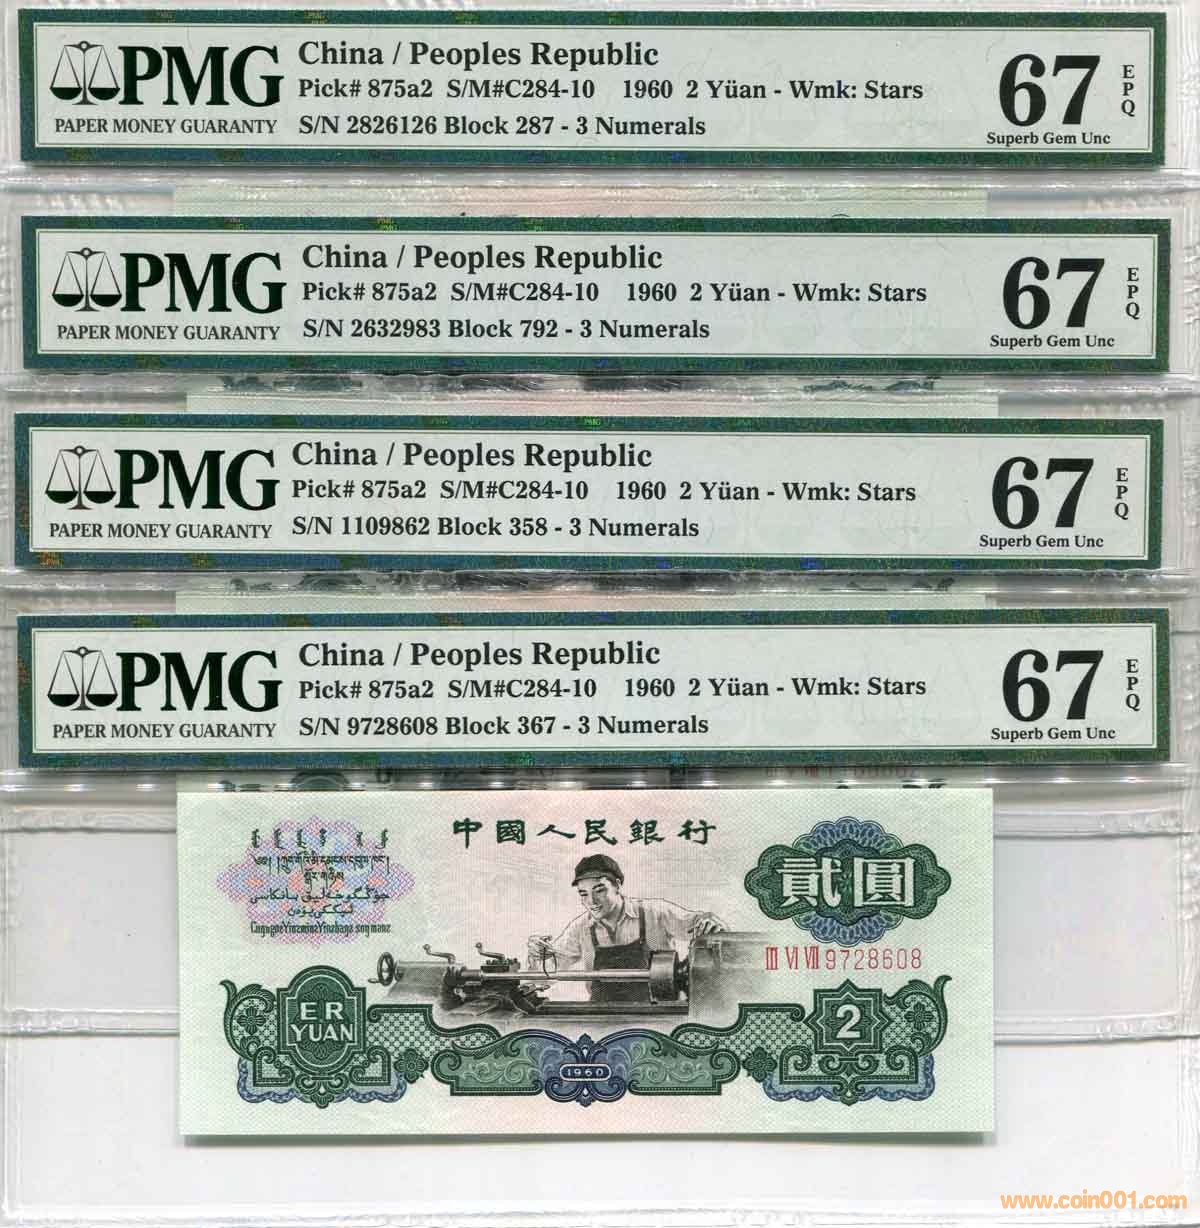 PMG
PAPER MONEY GUARANTY
China / Peoples Republic
Pick# 875a2 S/M#C284-10 1960 2 Yüan - Wmk: Stars
S/N 2826126 Block 287 - 3 Numerals
67
EPQ
Superb Gem Unc
PMG
PAPER MONEY GUARANTY
China / Peoples Republic
Pick# 875a2 S/M#C284-10 1960 2 Yüan - Wmk: Stars
S/N 2632983 Block 792 - 3 Numerals
67
EPQ
Superb Gem Unc
PMG
PAPER MONEY GUARANTY
China / Peoples Republic
Pick# 875a2 S/M#C284-10 1960 2 Yüan - Wmk: Stars
S/N 1109862 Block 358 - 3 Numerals
67
EPQ
Superb Gem Unc
PMG
PAPER MONEY GUARANTY
China / Peoples Republic
Pick# 875a2 S/M#C284-10 1960 2 Yüan - Wmk: Stars
S/N 9728608 Block 367 - 3 Numerals
67
EPQ
Superb Gem Unc
中國人民銀行
貳圓
III VI VII 9728608
ER
YUAN
2
1960
www.coin001.com